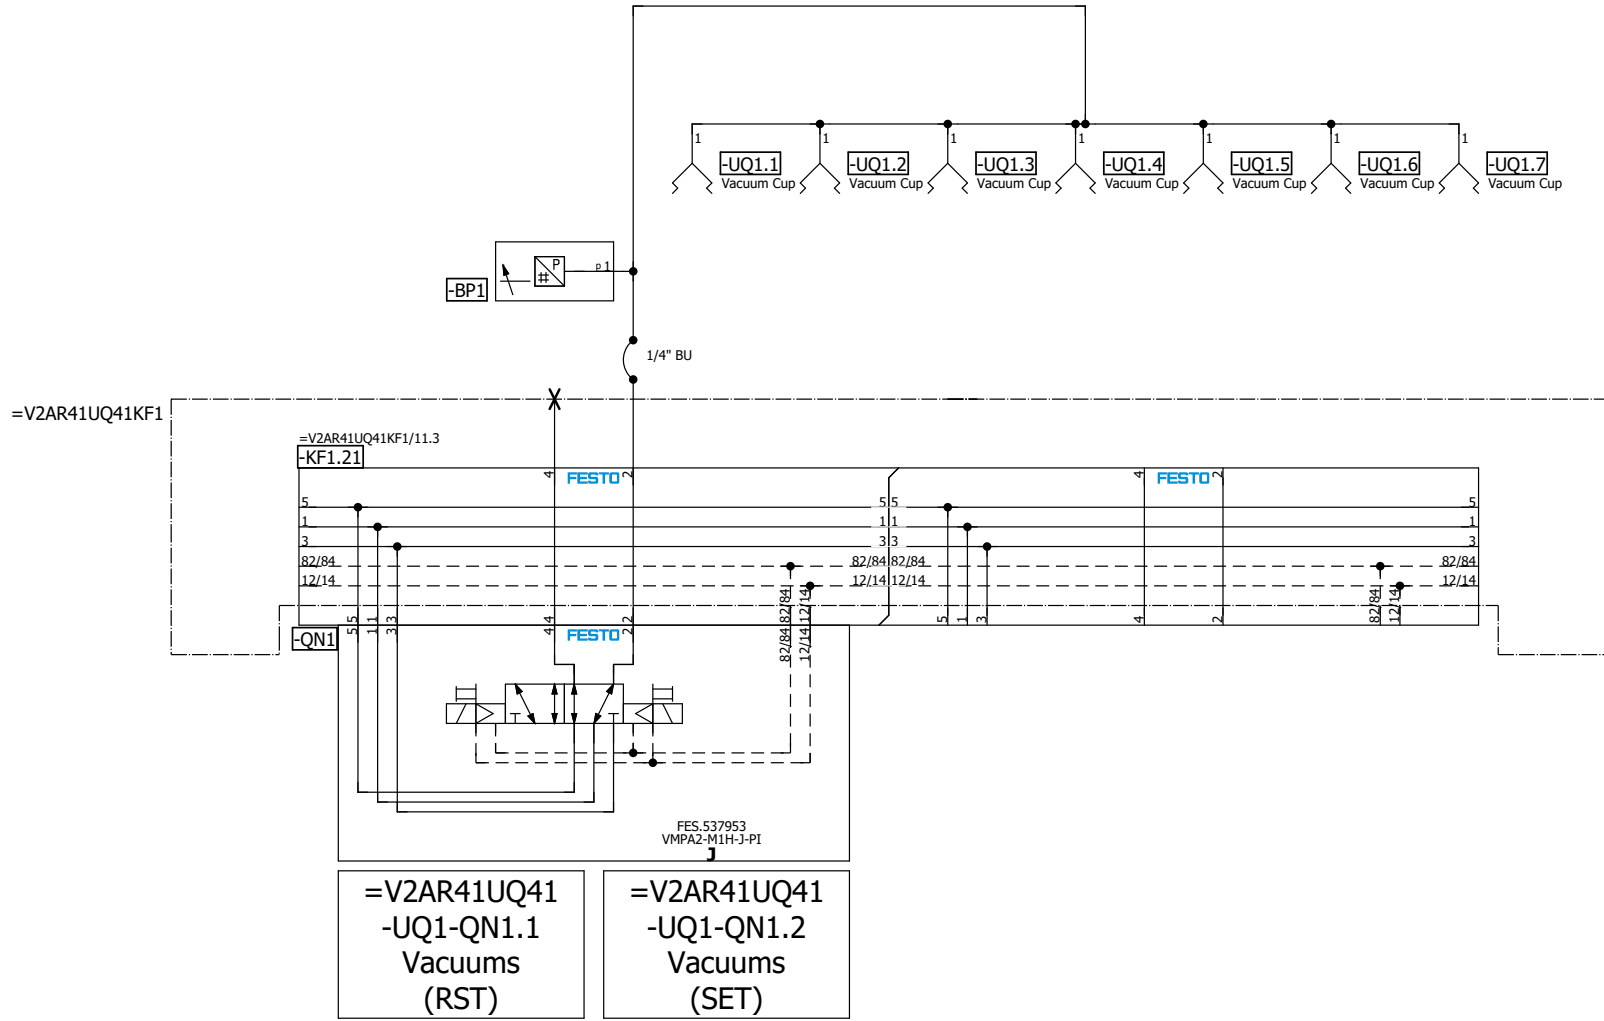 1
1
1
1
1
1
1
-UQ1.1
Vacuum Cup
-UQ1.2
Vacuum Cup
-UQ1.3
Vacuum Cup
-UQ1.4
Vacuum Cup
-UQ1.5
Vacuum Cup
-UQ1.6
Vacuum Cup
-UQ1.7
Vacuum Cup
P
#
p 1
-BP1
1/4" BU
=V2AR41UQ41KF1
=V2AR41UQ41KF1/11.3
-KF1.21
4
FESTO
2
4
FESTO
2
5
5
5
5
1
1
1
1
3
3
3
3
82/84
82/84
82/84
82/84
12/14
12/14
12/14
12/14
82/84
12/14
82/84
12/14
5
1
3
4
2
5
1
3
4
2
-QN1
5
1
3
4
FESTO
2
82/84
12/14
FES.537953
VMPA2-M1H-J-PI
J
=V2AR41UQ41
-UQ1-QN1.1
Vacuums
(RST)
=V2AR41UQ41
-UQ1-QN1.2
Vacuums
(SET)